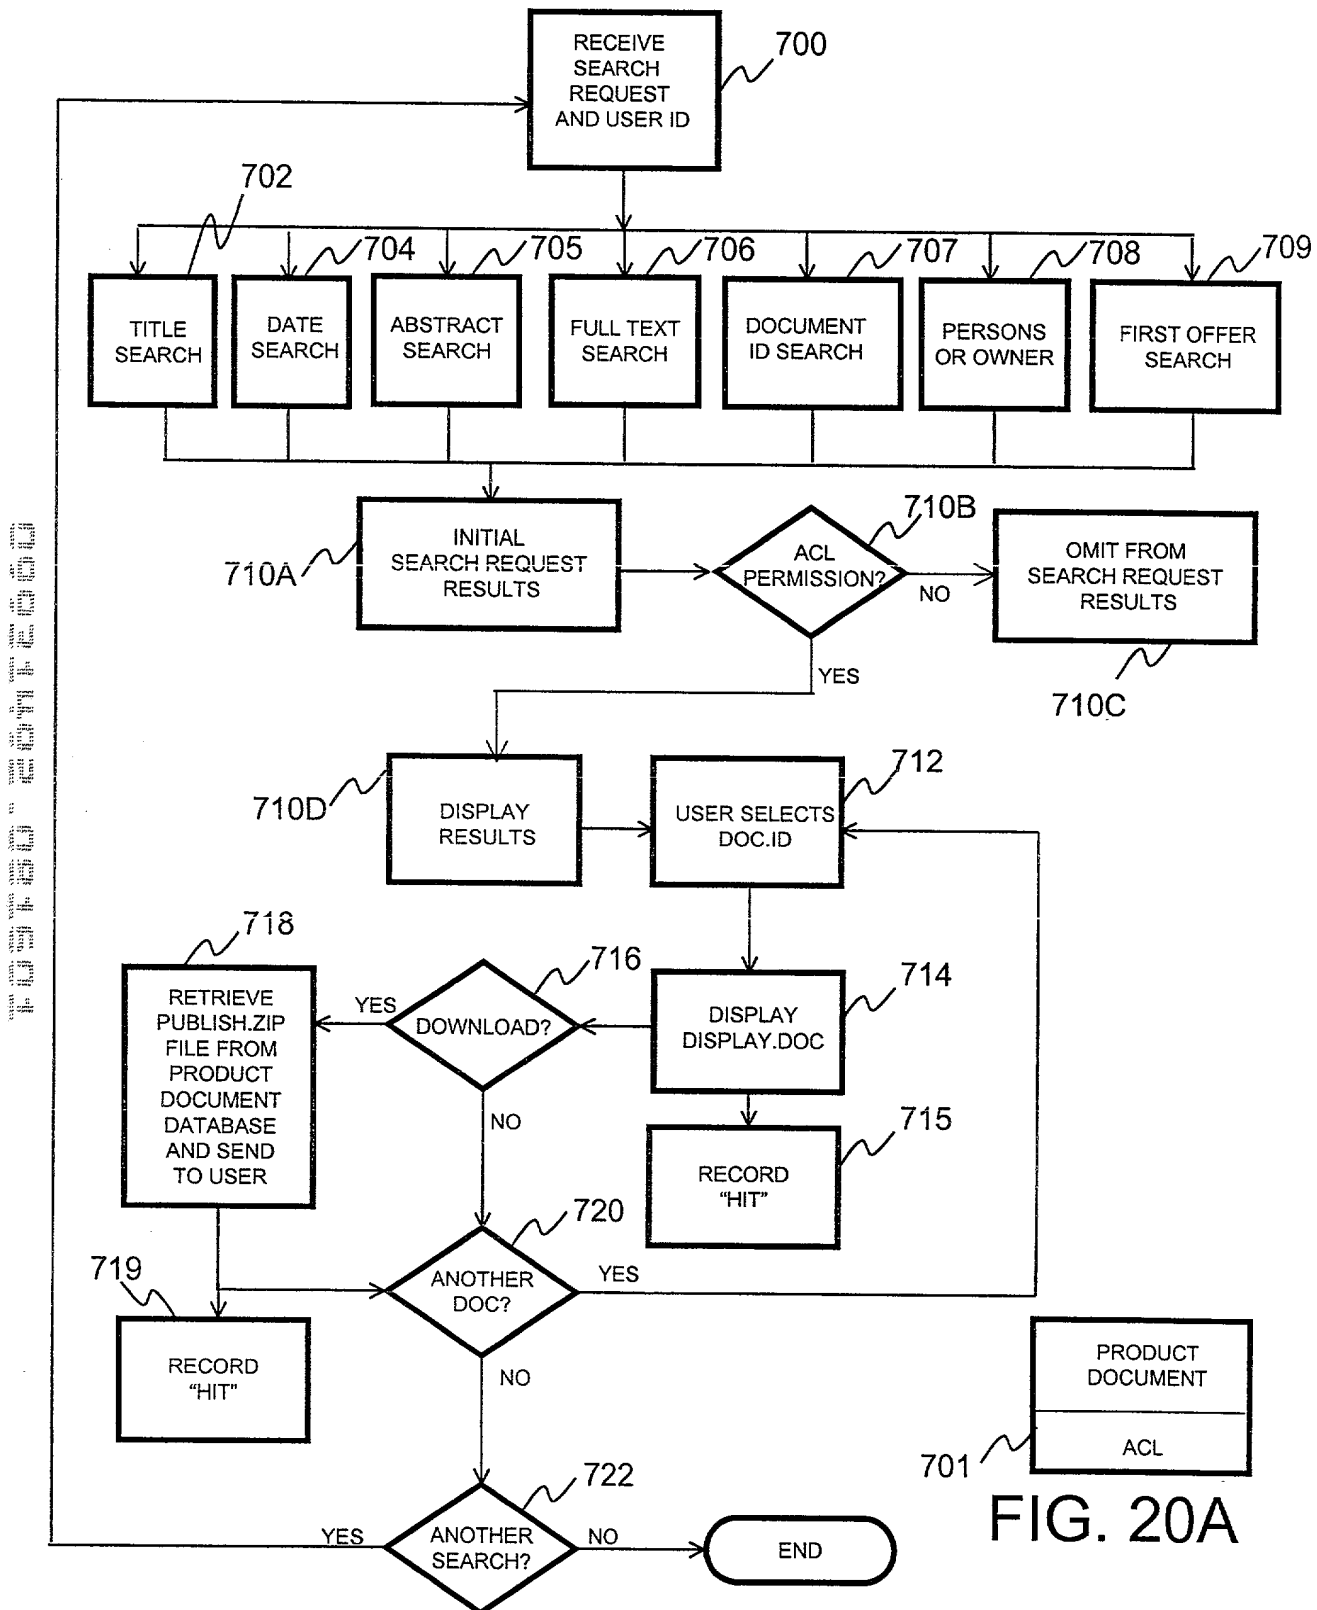 RECEIVE
SEARCH
REQUEST
AND USER ID
700
702
704
705
706
707
708
709
TITLE
SEARCH
DATE
SEARCH
ABSTRACT
SEARCH
FULL TEXT
SEARCH
DOCUMENT
ID SEARCH
PERSONS
OR OWNER
FIRST OFFER
SEARCH
710A
INITIAL
SEARCH REQUEST
RESULTS
710B
ACL
PERMISSION?
NO
YES
OMIT FROM
SEARCH REQUEST
RESULTS
710C
710D
DISPLAY
RESULTS
712
USER SELECTS
DOC.ID
718
RETRIEVE
PUBLISH.ZIP
FILE FROM
PRODUCT
DOCUMENT
DATABASE
AND SEND
TO USER
YES
716
DOWNLOAD?
NO
714
DISPLAY
DISPLAY.DOC
715
RECORD
“HIT”
719
RECORD
“HIT”
720
ANOTHER
DOC?
YES
NO
722
ANOTHER
SEARCH?
YES
NO
END
PRODUCT
DOCUMENT
ACL
701
FIG. 20A